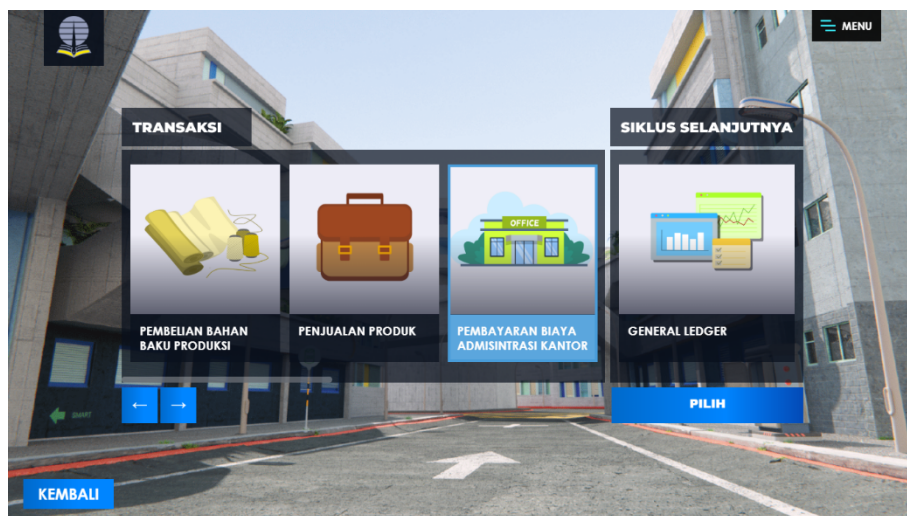 MENU
TRANSAKSI
SIKLUS SELANJUTNYA
OFFICE
PEMBELIAN BAHAN
BAKU PRODUKSI
PENJUALAN PRODUK
PEMBAYARAN BIAYA
ADMISINTRASI KANTOR
GENERAL LEDGER
← →
PILIH
SMART
KEMBALI